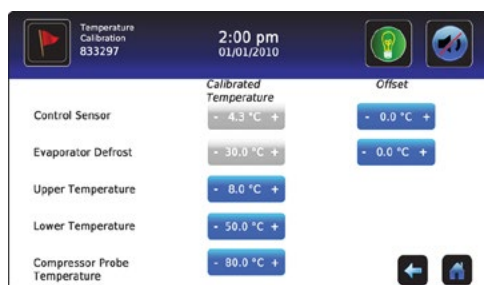 Temperature
Calibration
833297
2:00 pm
01/01/2010
Calibrated
Temperature
Offset
Control Sensor
- 4.3 °C +
- 0.0 °C +
Evaporator Defrost
- 30.0 °C +
- 0.0 °C +
Upper Temperature
- 8.0 °C +
Lower Temperature
- 50.0 °C +
Compressor Probe
Temperature
- 80.0 °C +